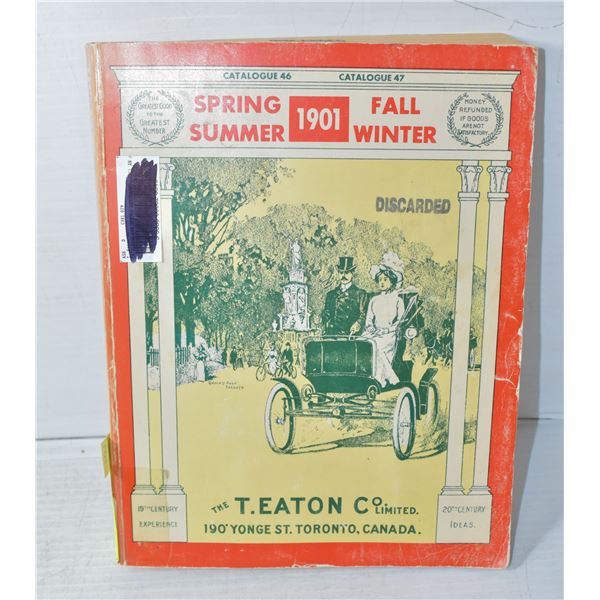 CATALOGUE 46 CATALOGUE 47
THE
GREATEST GOOD
TO THE
GREATEST
NUMBER
SPRING
SUMMER
1901
FALL
WINTER
MONEY
REFUNDED
IF GOODS
ARE NOT
SATISFACTORY.
DISCARDED
THE T. EATON CO. LIMITED.
190 YONGE ST. TORONTO, CANADA.
19TH CENTURY
EXPERIENCE
20TH CENTURY
IDEAS.